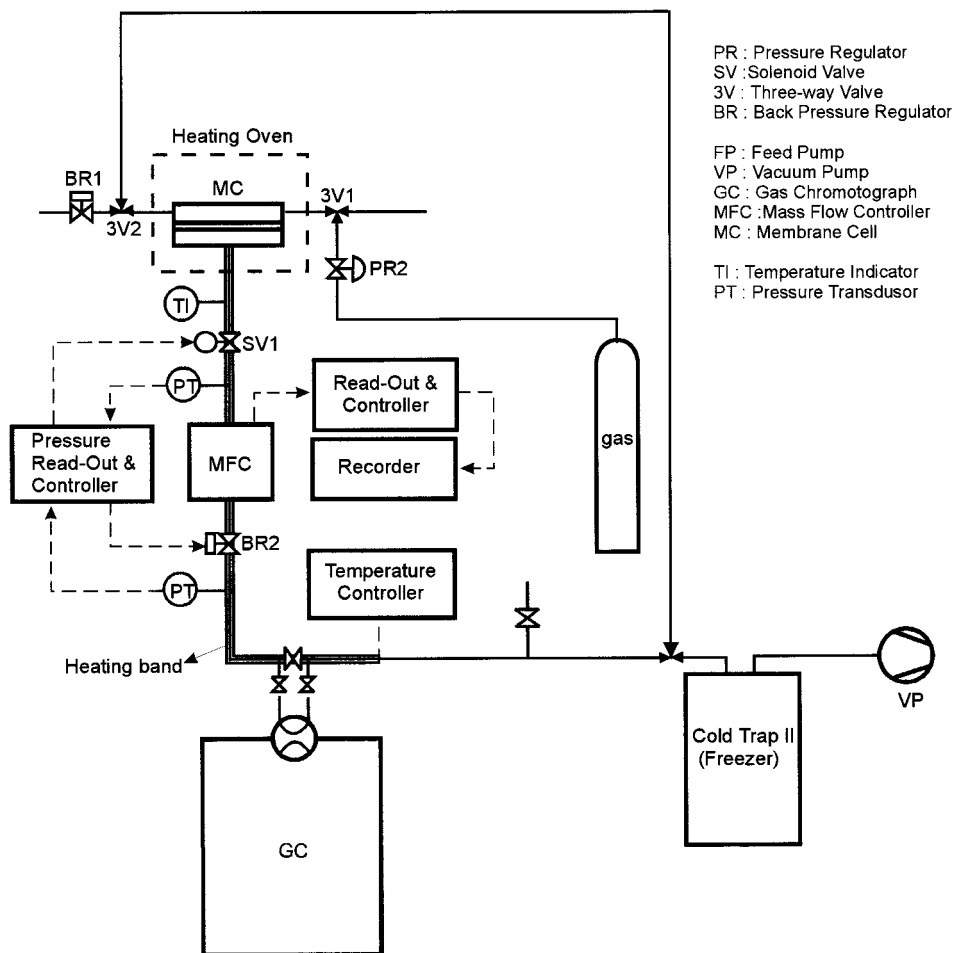 PR : Pressure Regulator
SV :Solenoid Valve
3V : Three-way Valve
BR : Back Pressure Regulator
FP : Feed Pump
VP : Vacuum Pump
GC : Gas Chromotograph
MFC :Mass Flow Controller
MC : Membrane Cell
TI : Temperature Indicator
PT : Pressure Transdusor
Heating Oven
BR1
MC
3V1
3V2
PR2
TI
SV1
PT
Read-Out &
Controller
gas
Pressure
Read-Out &
Controller
MFC
Recorder
BR2
PT
Temperature
Controller
Heating band
VP
Cold Trap II
(Freezer)
GC